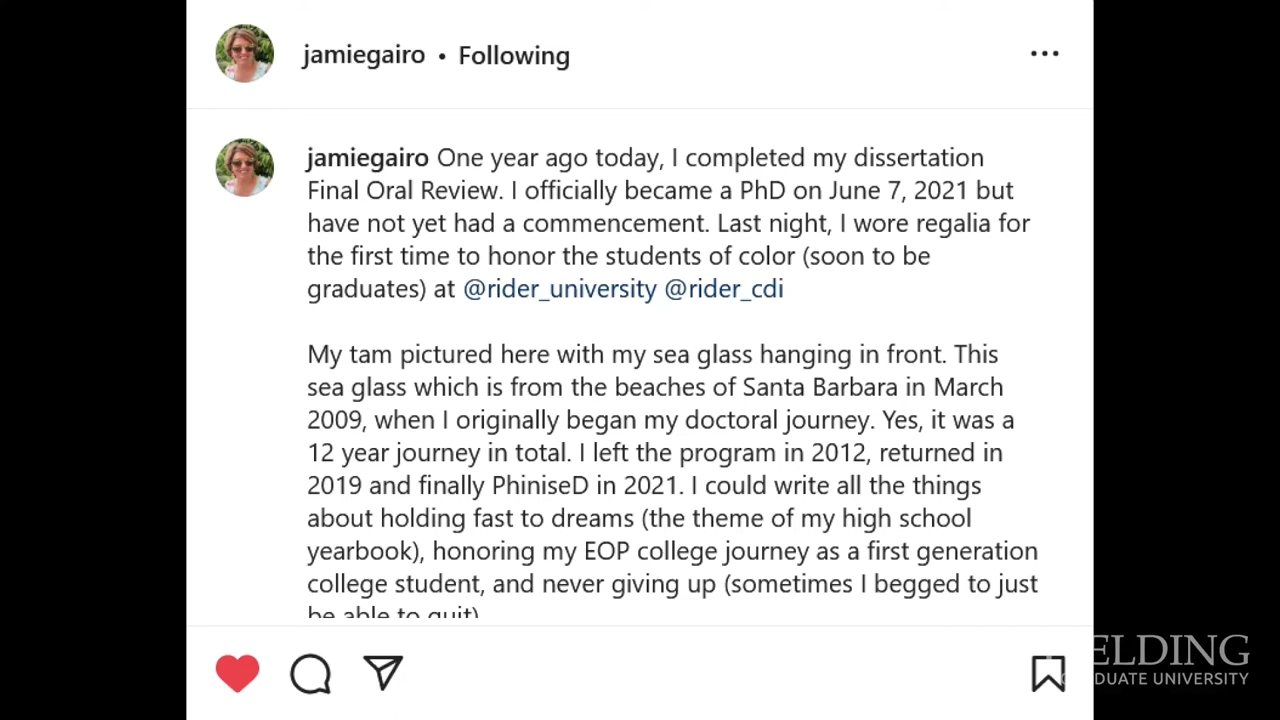 jamiegairo • Following
jamiegairo One year ago today, I completed my dissertation
Final Oral Review. I officially became a PhD on June 7, 2021 but
have not yet had a commencement. Last night, I wore regalia for
the first time to honor the students of color (soon to be
graduates) at @rider_university @rider_cdi
My tam pictured here with my sea glass hanging in front. This
sea glass which is from the beaches of Santa Barbara in March
2009, when I originally began my doctoral journey. Yes, it was a
12 year journey in total. I left the program in 2012, returned in
2019 and finally PhiniseD in 2021. I could write all the things
about holding fast to dreams (the theme of my high school
yearbook), honoring my EOP college journey as a first generation
college student, and never giving up (sometimes I begged to just
be able to quit)
ELDING
DUATE UNIVERSITY